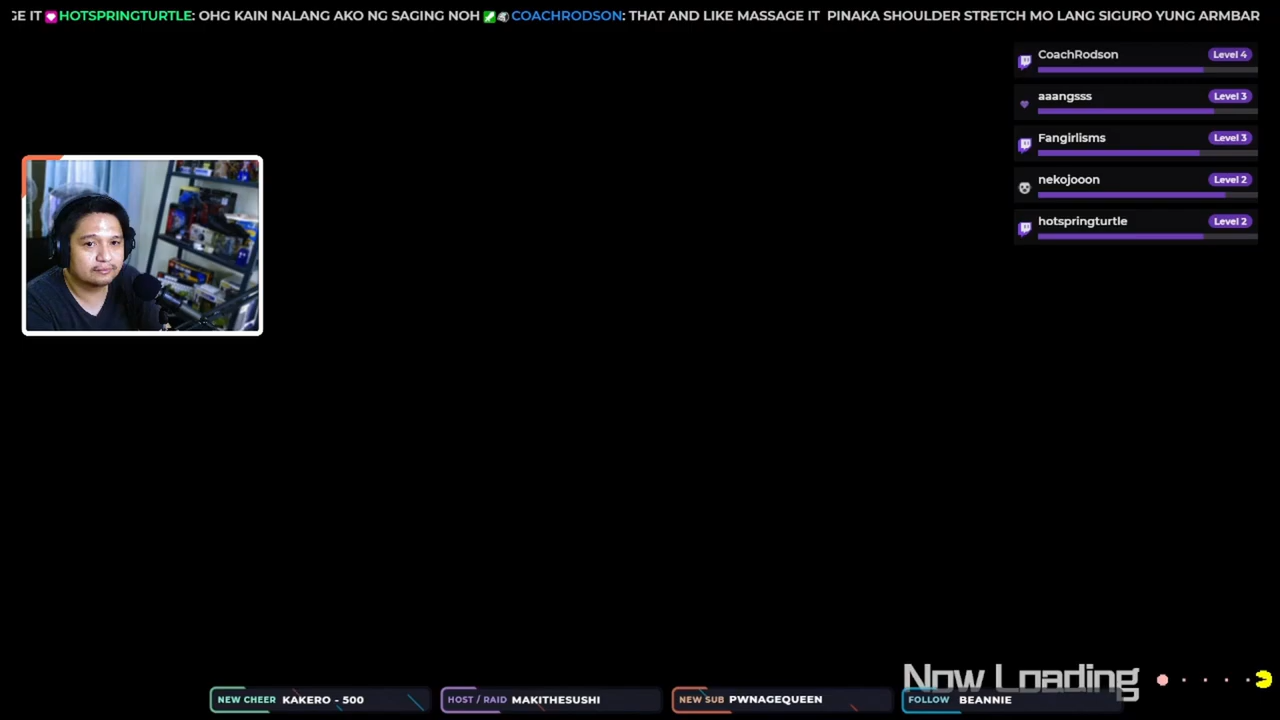 GE IT HOTSPRINGTURTLE: OHG KAIN NALANG AKO NG SAGING NOH COACHRODSON: THAT AND LIKE MASSAGE IT PINAKA SHOULDER STRETCH MO LANG SIGURO YUNG ARMBAR
CoachRodson Level 4
aaangsss Level 3
Fangirlisms Level 3
nekojooon Level 2
hotspringturtle Level 2
Now Loading
NEW CHEER KAKERO - 500 HOST / RAID MAKITHESUSHI NEW SUB PWNAGEQUEEN FOLLOW BEANNIE